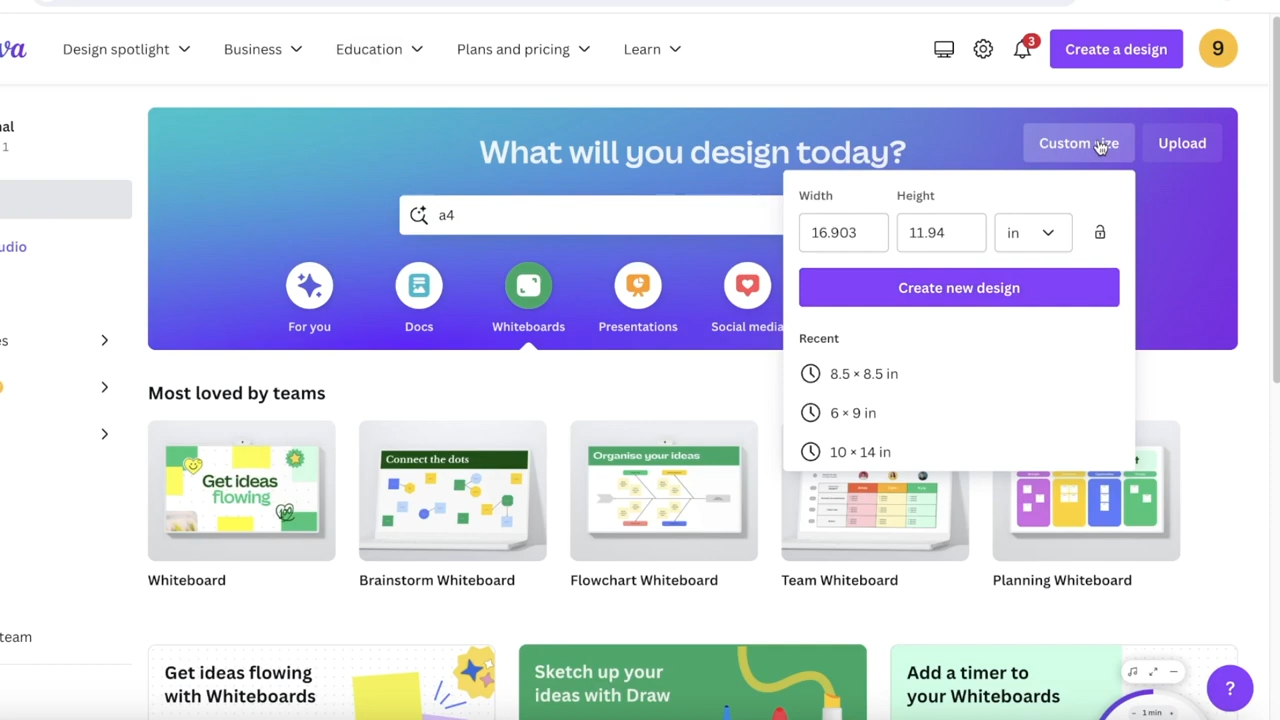 va
Design spotlight
Business
Education
Plans and pricing
Learn
3
Create a design
9
al
1
udio
s
team
What will you design today?
Custom size
Upload
a4
For you
Docs
Whiteboards
Presentations
Social media
Width
Height
16.903
11.94
in
Create new design
Recent
8.5 × 8.5 in
6 × 9 in
10 × 14 in
Most loved by teams
Get ideas
flowing
Connect the dots
Organise your ideas
Whiteboard
Brainstorm Whiteboard
Flowchart Whiteboard
Team Whiteboard
Planning Whiteboard
Get ideas flowing
with Whiteboards
Sketch up your
ideas with Draw
Add a timer to
your Whiteboards
− 1 min +
?